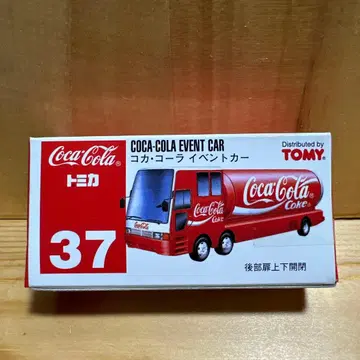 Coca-Cola®
トミカ
37
COCA-COLA EVENT CAR
コカ・コーラ イベントカー
Distributed by
TOMY®
Coca-Cola
Coke
Coca-Cola
Coke
後部扉上下開閉